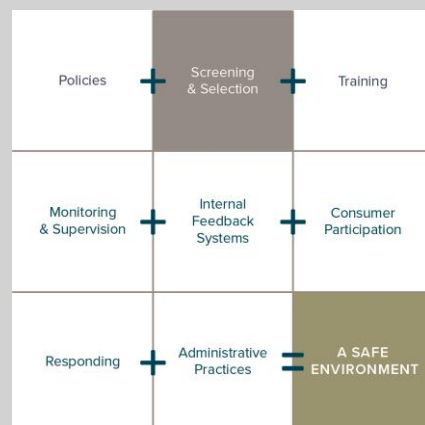 Policies
+
Screening
& Selection
+
Training
Monitoring
& Supervision
+
Internal
Feedback
Systems
+
Consumer
Participation
Responding
+
Administrative
Practices
=
A SAFE
ENVIRONMENT